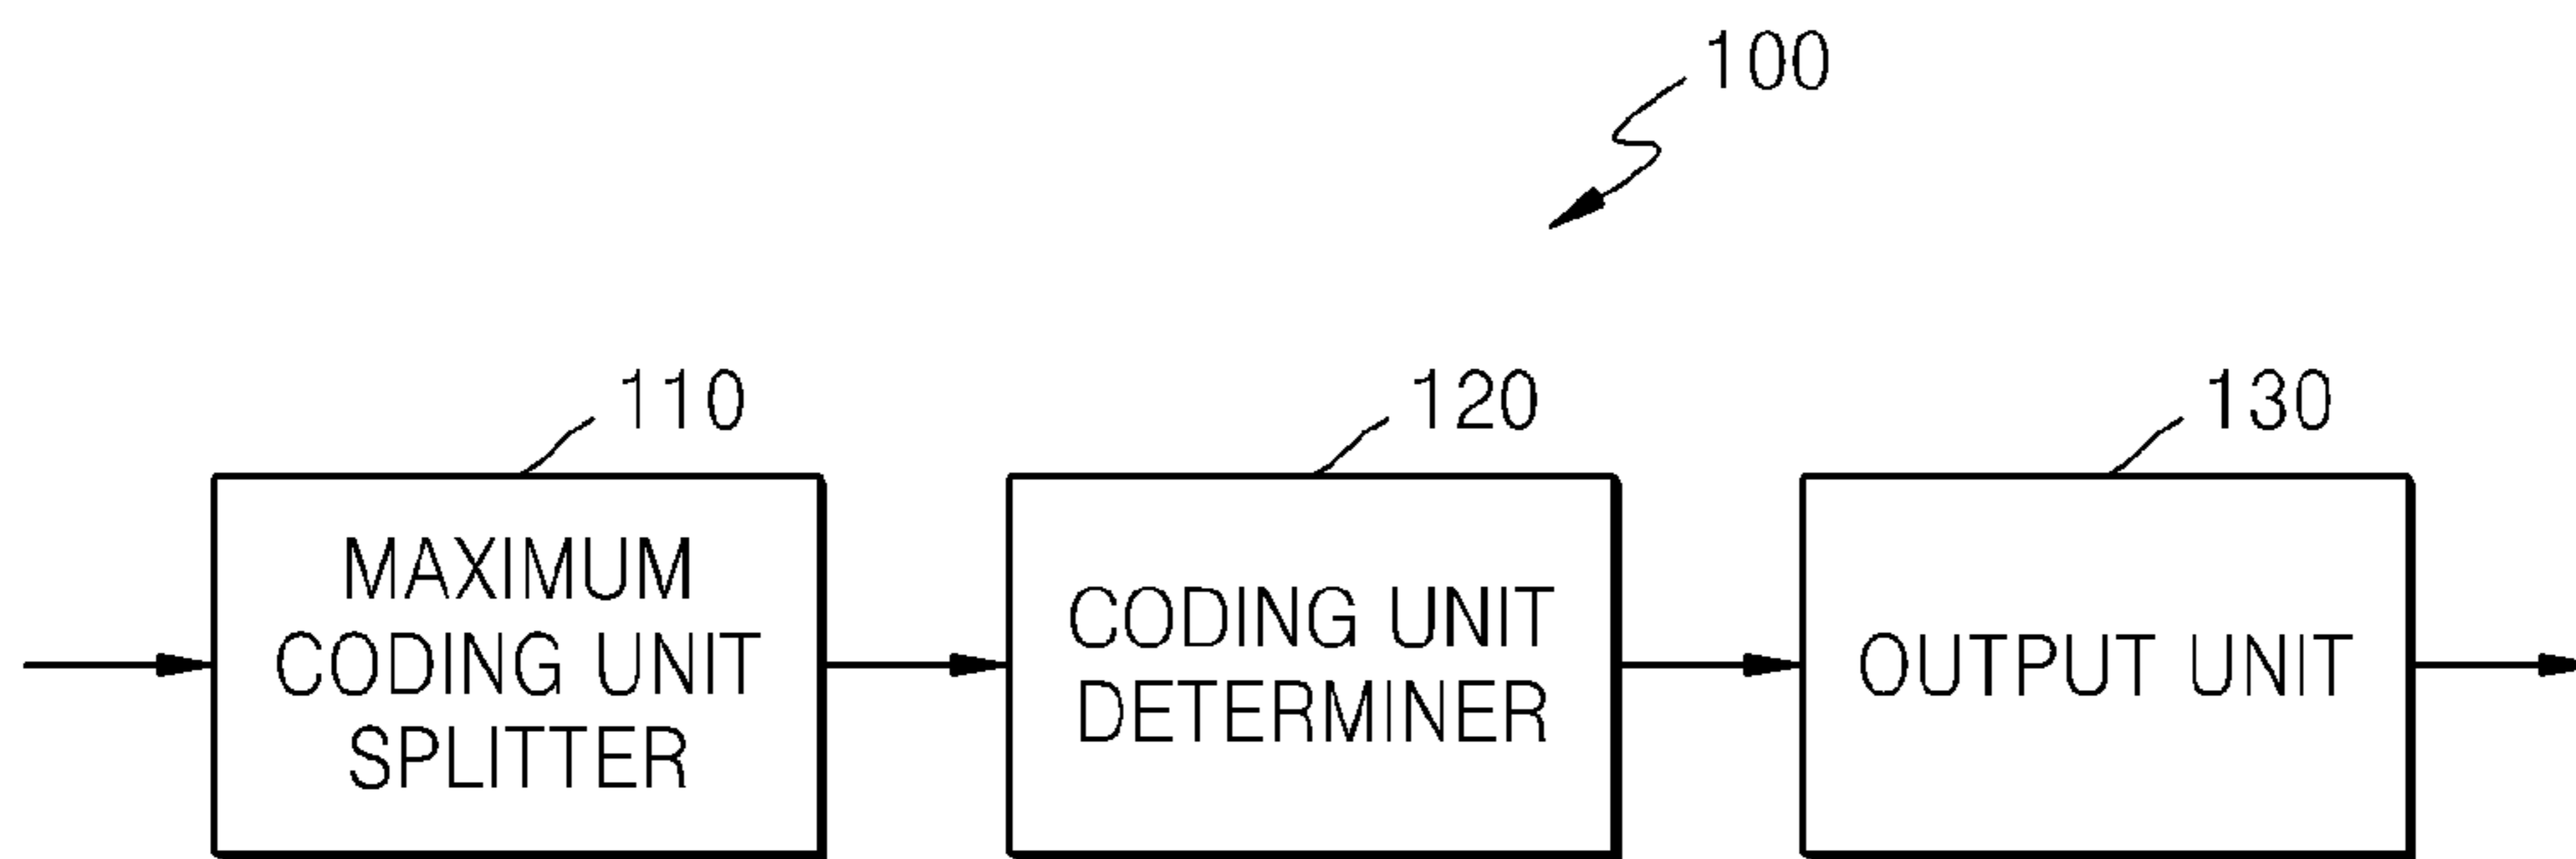 100
110
120
130
MAXIMUM
CODING UNIT
SPLITTER
CODING UNIT
DETERMINER
OUTPUT UNIT